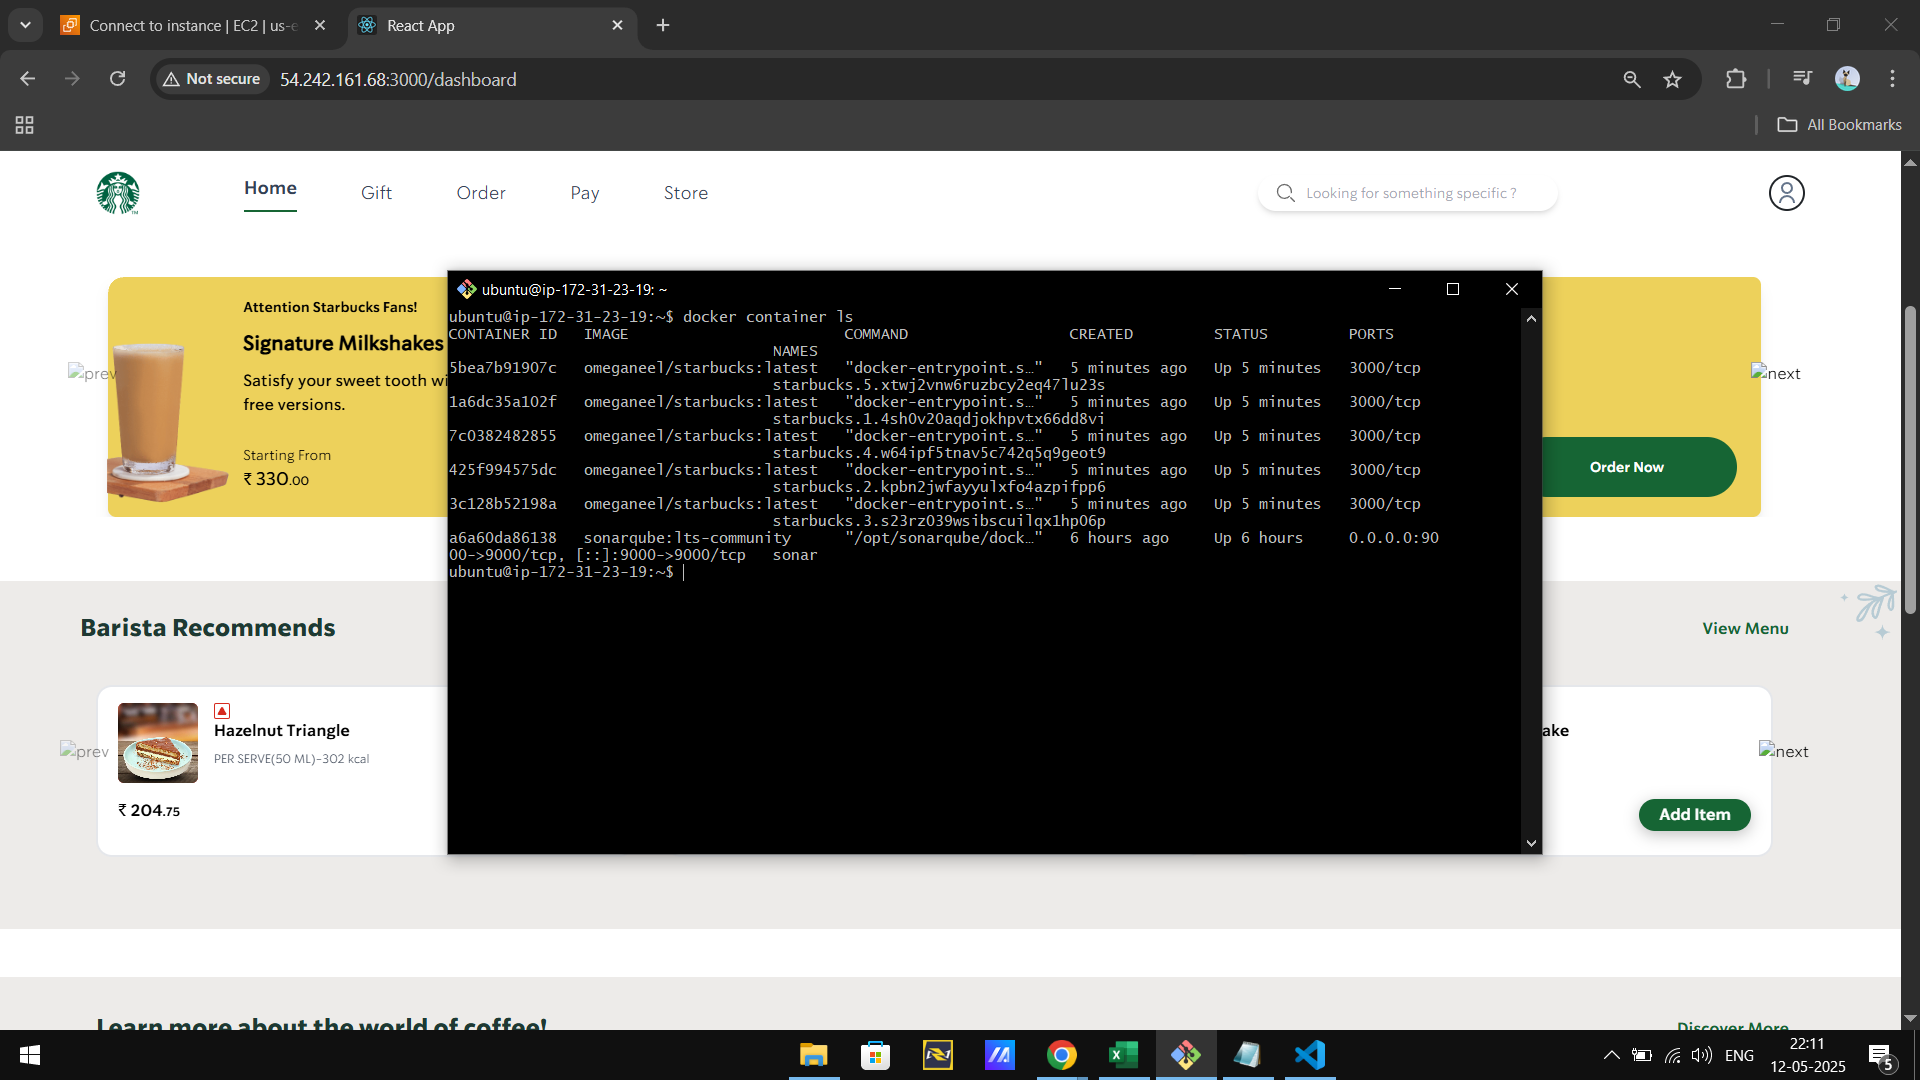 Connect to instance | EC2 | us-e
React App
Not secure
54.242.161.68:3000/dashboard
All Bookmarks
Home
Gift
Order
Pay
Store
Looking for something specific ?
Attention Starbucks Fans!
Signature Milkshakes
Satisfy your sweet tooth wi
free versions.
Starting From
₹ 330.00
prev
next
Order Now
ubuntu@ip-172-31-23-19: ~
ubuntu@ip-172-31-23-19:~$ docker container ls
CONTAINER ID IMAGE COMMAND CREATED STATUS PORTS
NAMES
5bea7b91907c omeganeel/starbucks:latest "docker-entrypoint.s…" 5 minutes ago Up 5 minutes 3000/tcp
starbucks.5.xtwj2vnw6ruzbcy2eq47lu23s
1a6dc35a102f omeganeel/starbucks:latest "docker-entrypoint.s…" 5 minutes ago Up 5 minutes 3000/tcp
starbucks.1.4sh0v20aqdjokhpvtx66dd8vi
7c0382482855 omeganeel/starbucks:latest "docker-entrypoint.s…" 5 minutes ago Up 5 minutes 3000/tcp
starbucks.4.w64ipf5tnav5c742q5q9geot9
425f994575dc omeganeel/starbucks:latest "docker-entrypoint.s…" 5 minutes ago Up 5 minutes 3000/tcp
starbucks.2.kpbn2jwfayyulxfo4azpifpp6
3c128b52198a omeganeel/starbucks:latest "docker-entrypoint.s…" 5 minutes ago Up 5 minutes 3000/tcp
starbucks.3.s23rz039wsibscuilqx1hp06p
a6a60da86138 sonarqube:lts-community "/opt/sonarqube/dock…" 6 hours ago Up 6 hours 0.0.0.0:90
00->9000/tcp, [::]:9000->9000/tcp sonar
ubuntu@ip-172-31-23-19:~$
Barista Recommends
View Menu
Hazelnut Triangle
PER SERVE(50 ML)-302 kcal
₹ 204.75
prev
ake
next
Add Item
Learn more about the world of coffee!
Discover More
ENG
22:11
12-05-2025
5